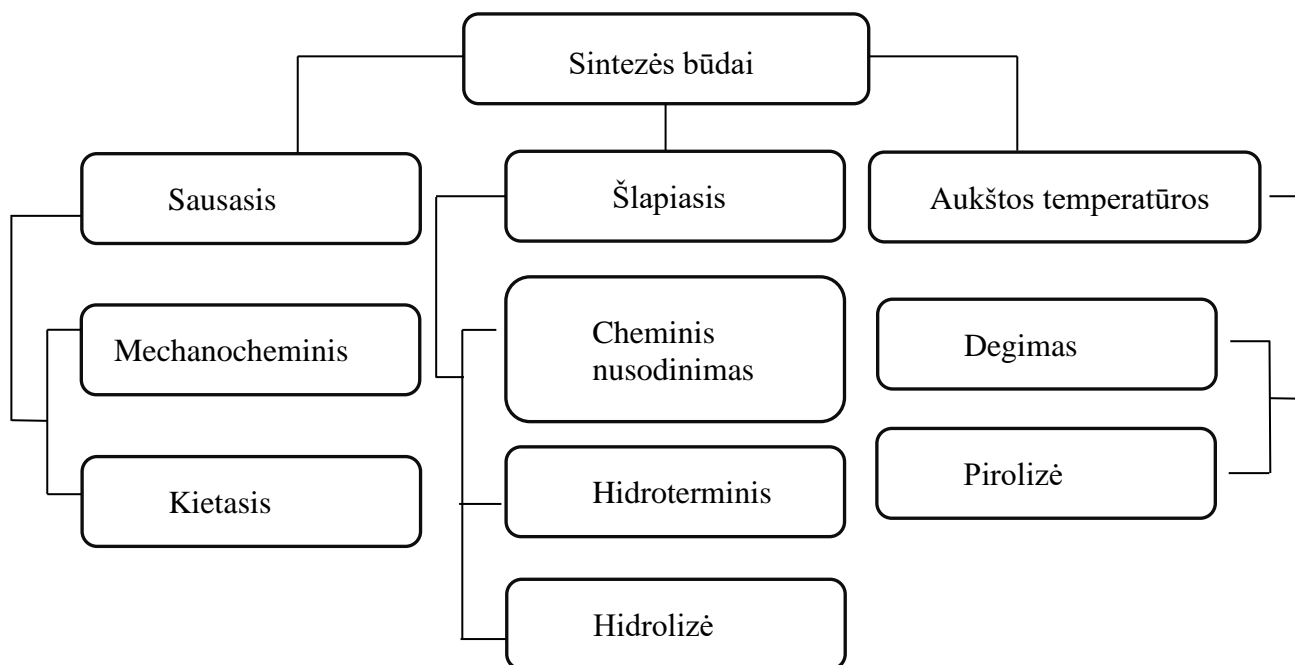 Sintezės būdai
Sausasis
Šlapiasis
Aukštos temperatūros
Mechanocheminis
Cheminis
nusodinimas
Degimas
Kietasis
Hidroterminis
Pirolizė
Hidrolizė